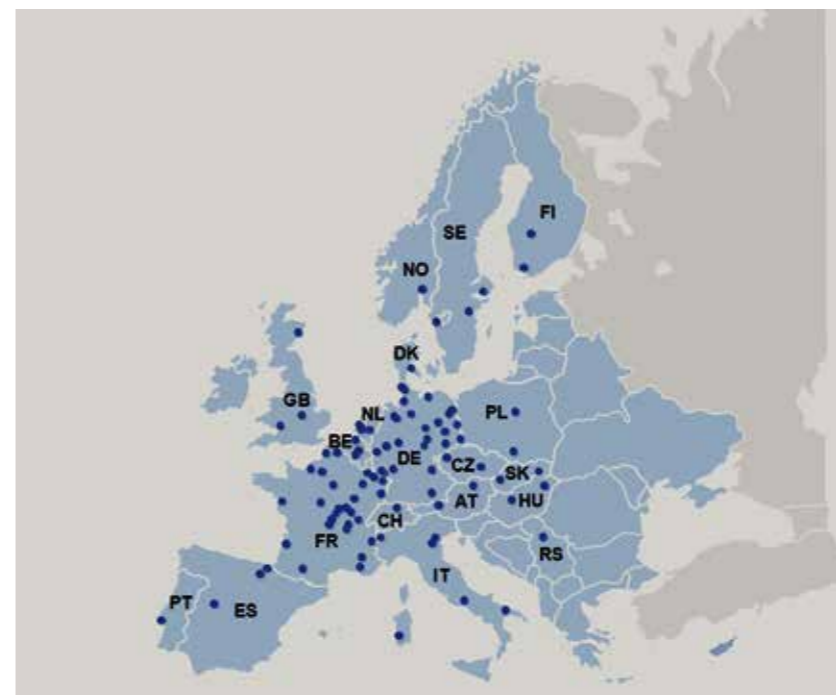 FI
SE
NO
DK
GB
NL
PL
BE
DE
CZ
SK
AT
HU
CH
FR
RS
IT
PT
ES